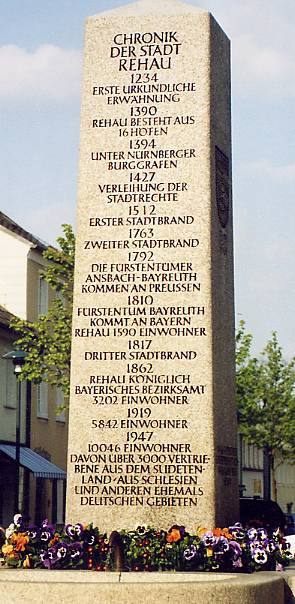 CHRONIK
DER STADT
REHAU
1234
ERSTE URKUNDLICHE
ERWÄHNUNG
1390
REHAU BESTEHT AUS
16 HÖFEN
1394
UNTER NÜRNBERGER
BURGGRAFEN
1427
VERLEIHUNG DER
STADTRECHTE
1512
ERSTER STADTBRAND
1763
ZWEITER STADTBRAND
1792
DIE FÜRSTENTÜMER
ANSBACH-BAYREUTH
KOMMEN AN PREUSSEN
1810
FÜRSTENTUM BAYREUTH
KOMMT AN BAYERN
REHAU 1590 EINWOHNER
1817
DRITTER STADTBRAND
1862
REHAU KÖNIGLICH
BAYERISCHES BEZIRKSAMT
3202 EINWOHNER
1919
5842 EINWOHNER
1947
10046 EINWOHNER
DAVON ÜBER 3000 VERTRIE-
BENE AUS DEM SUDETEN-
LAND - AUS SCHLESIEN
UND ANDEREN EHEMALS
DEUTSCHEN GEBIETEN